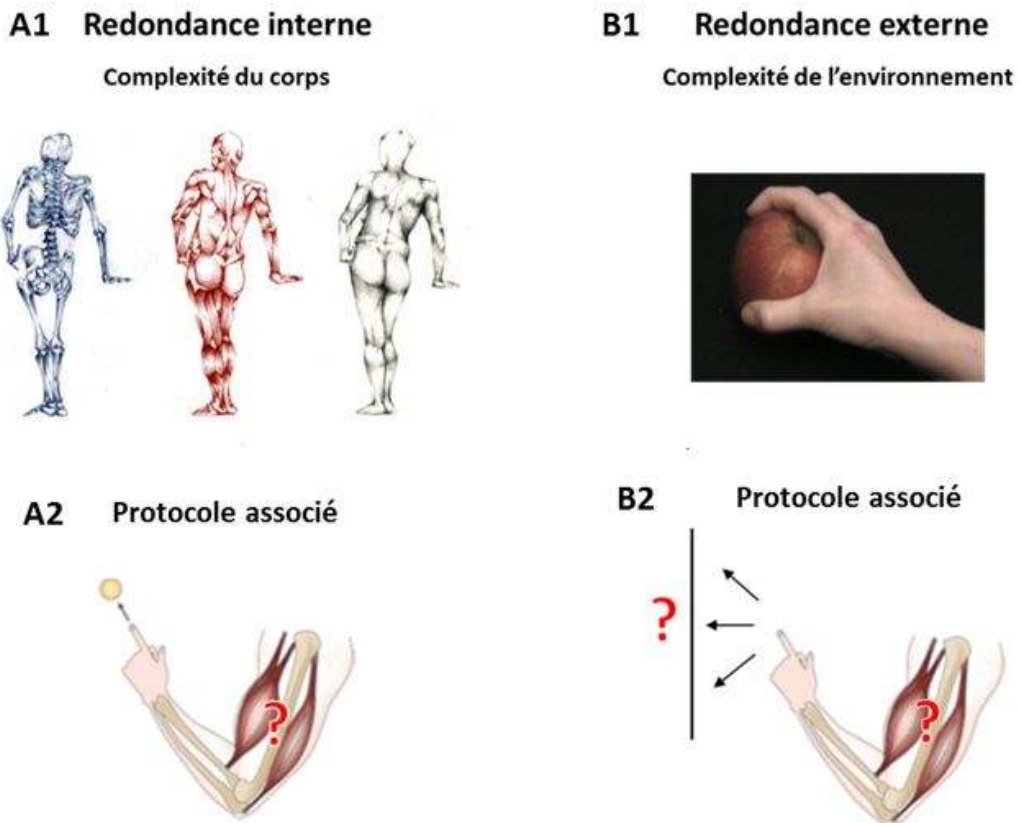 A1 Redondance interne
Complexité du corps
B1 Redondance externe
Complexité de l'environnement
A2 Protocole associé
?
B2 Protocole associé
?
?